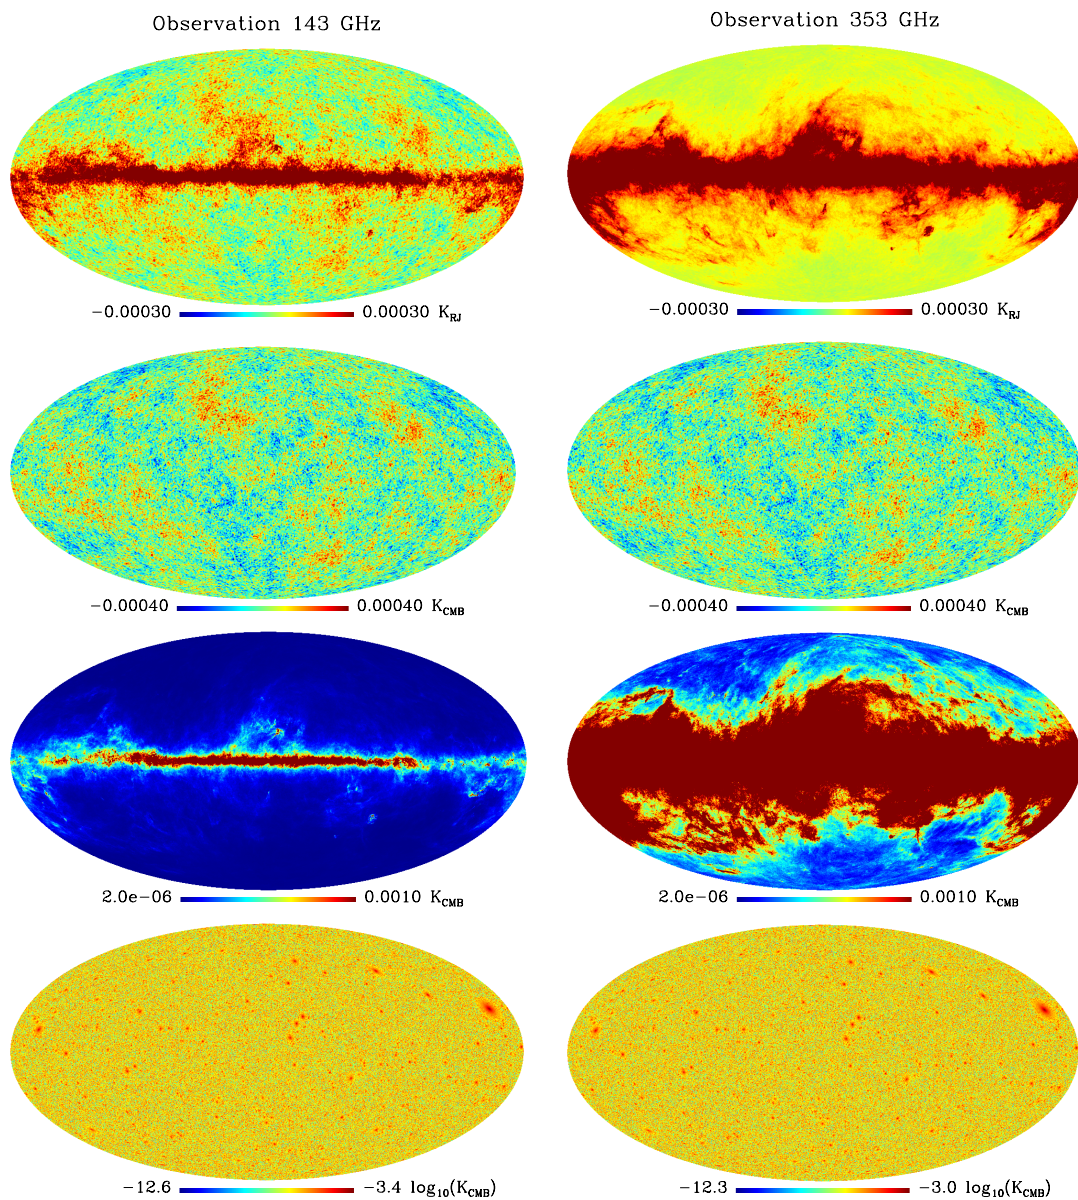 Observation 143 GHz
Observation 353 GHz
−0.00030 0.00030 K_RJ
−0.00030 0.00030 K_RJ
−0.00040 0.00040 K_CMB
−0.00040 0.00040 K_CMB
2.0e−06 0.0010 K_CMB
2.0e−06 0.0010 K_CMB
−12.6 −3.4 log₁₀(K_CMB)
−12.3 −3.0 log₁₀(K_CMB)